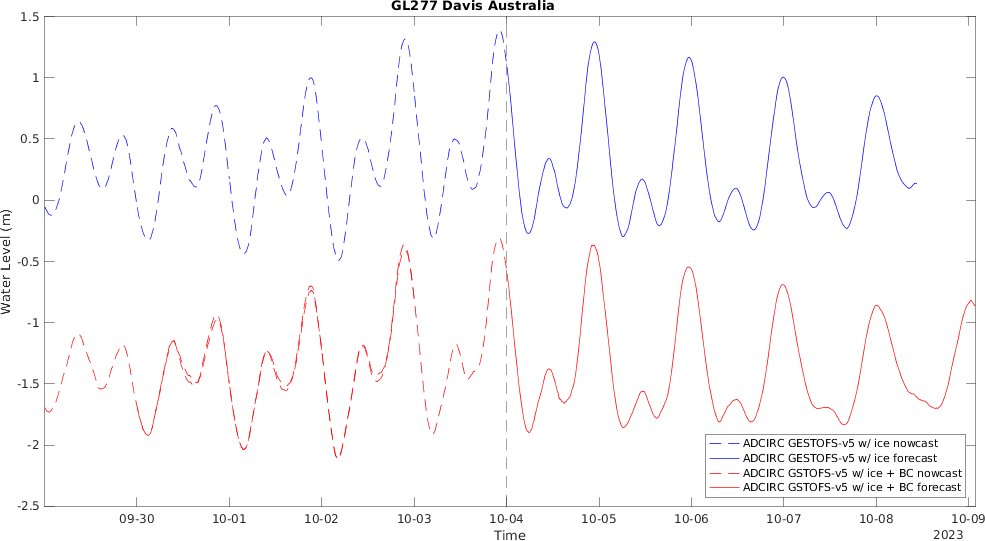 GL277 Davis Australia
1.5
1
0.5
0
-0.5
-1
-1.5
-2
-2.5
Water Level (m)
ADCIRC GESTOFS-v5 w/ ice nowcast
ADCIRC GESTOFS-v5 w/ ice forecast
ADCIRC GSTOFS-v5 w/ ice + BC nowcast
ADCIRC GSTOFS-v5 w/ ice + BC forecast
09-30 10-01 10-02 10-03 10-04 10-05 10-06 10-07 10-08 10-09
Time
2023